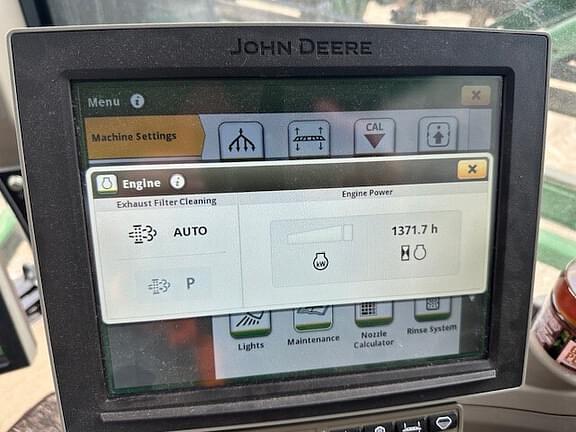 JOHN DEERE
Menu i
Machine Settings
CAL
Engine i
Exhaust Filter Cleaning
Engine Power
AUTO
1371.7 h
kW
P
Lights
Maintenance
Nozzle
Calculator
Rinse System